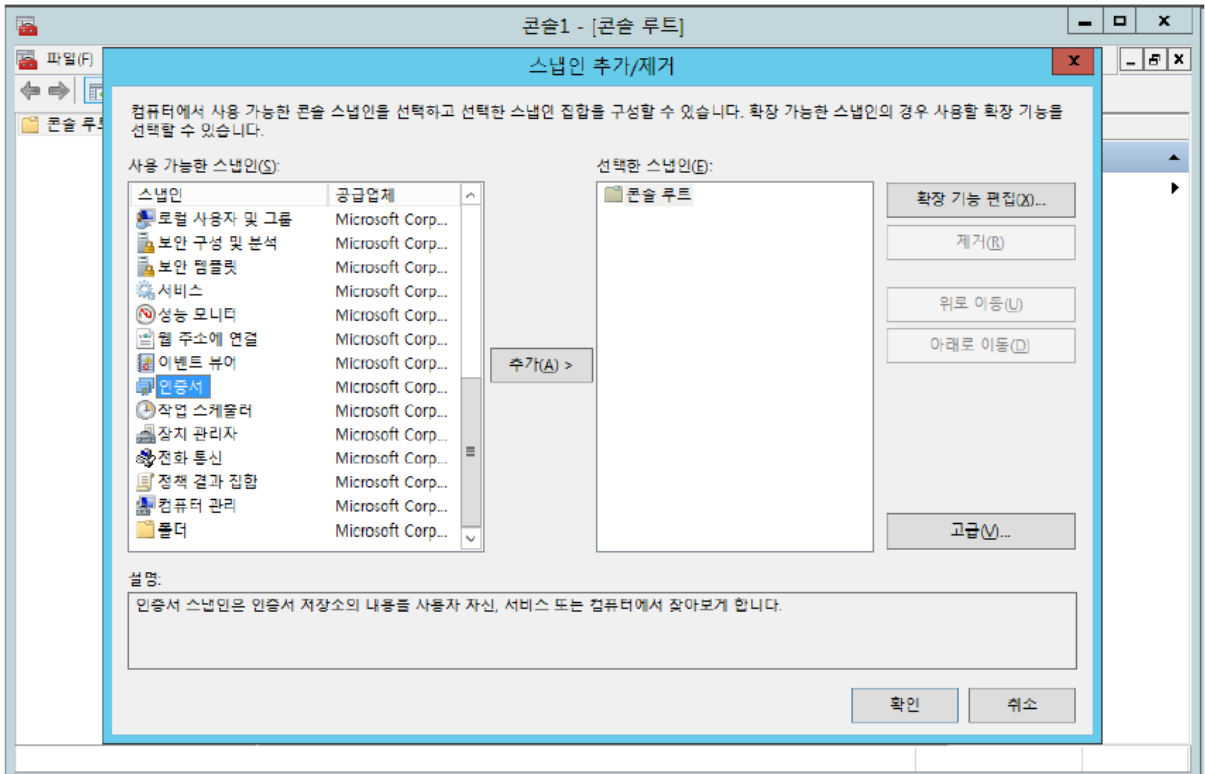 콘솔1 - [콘솔 루트]
파일(F)
스냅인 추가/제거
콘솔 루트
컴퓨터에서 사용 가능한 콘솔 스냅인을 선택하고 선택한 스냅인 집합을 구성할 수 있습니다. 확장 가능한 스냅인의 경우 사용할 확장 기능을
선택할 수 있습니다.
사용 가능한 스냅인(S):
선택한 스냅인(E):
스냅인 공급업체
로컬 사용자 및 그룹 Microsoft Corp...
보안 구성 및 분석 Microsoft Corp...
보안 템플릿 Microsoft Corp...
서비스 Microsoft Corp...
성능 모니터 Microsoft Corp...
웹 주소에 연결 Microsoft Corp...
이벤트 뷰어 Microsoft Corp...
인증서 Microsoft Corp...
작업 스케줄러 Microsoft Corp...
장치 관리자 Microsoft Corp...
전화 통신 Microsoft Corp...
정책 결과 집합 Microsoft Corp...
컴퓨터 관리 Microsoft Corp...
폴더 Microsoft Corp...
추가(A) >
콘솔 루트
확장 기능 편집(X)...
제거(R)
위로 이동(U)
아래로 이동(D)
고급(V)...
설명:
인증서 스냅인은 인증서 저장소의 내용을 사용자 자신, 서비스 또는 컴퓨터에서 찾아보게 합니다.
확인
취소